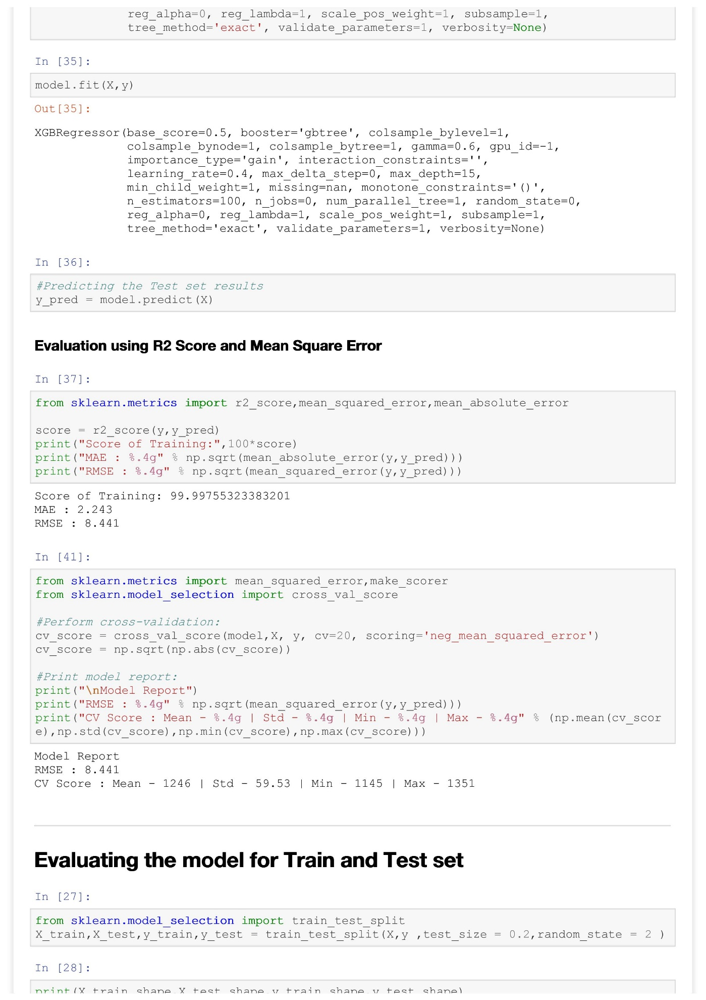 reg_alpha=0, reg_lambda=1, scale_pos_weight=1, subsample=1,
tree_method='exact', validate_parameters=1, verbosity=None)
In [35]:
model.fit(X,y)
Out[35]:
XGBRegressor(base_score=0.5, booster='gbtree', colsample_bylevel=1,
colsample_bynode=1, colsample_bytree=1, gamma=0.6, gpu_id=-1,
importance_type='gain', interaction_constraints='',
learning_rate=0.4, max_delta_step=0, max_depth=15,
min_child_weight=1, missing=nan, monotone_constraints='()',
n_estimators=100, n_jobs=0, num_parallel_tree=1, random_state=0,
reg_alpha=0, reg_lambda=1, scale_pos_weight=1, subsample=1,
tree_method='exact', validate_parameters=1, verbosity=None)
In [36]:
#Predicting the Test set results
y_pred = model.predict(X)
Evaluation using R2 Score and Mean Square Error
In [37]:
from sklearn.metrics import r2_score,mean_squared_error,mean_absolute_error
score = r2_score(y,y_pred)
print("Score of Training:",100*score)
print("MAE : %.4g" % np.sqrt(mean_absolute_error(y,y_pred)))
print("RMSE : %.4g" % np.sqrt(mean_squared_error(y,y_pred)))
Score of Training: 99.99755323383201
MAE : 2.243
RMSE : 8.441
In [41]:
from sklearn.metrics import mean_squared_error,make_scorer
from sklearn.model_selection import cross_val_score
#Perform cross-validation:
cv_score = cross_val_score(model,X, y, cv=20, scoring='neg_mean_squared_error')
cv_score = np.sqrt(np.abs(cv_score))
#Print model report:
print("\nModel Report")
print("RMSE : %.4g" % np.sqrt(mean_squared_error(y,y_pred)))
print("CV Score : Mean - %.4g | Std - %.4g | Min - %.4g | Max - %.4g" % (np.mean(cv_scor
e),np.std(cv_score),np.min(cv_score),np.max(cv_score)))
Model Report
RMSE : 8.441
CV Score : Mean - 1246 | Std - 59.53 | Min - 1145 | Max - 1351
Evaluating the model for Train and Test set
In [27]:
from sklearn.model_selection import train_test_split
X_train,X_test,y_train,y_test = train_test_split(X,y ,test_size = 0.2,random_state = 2 )
In [28]:
print(X_train.shape,X_test.shape,y_train.shape,y_test.shape)